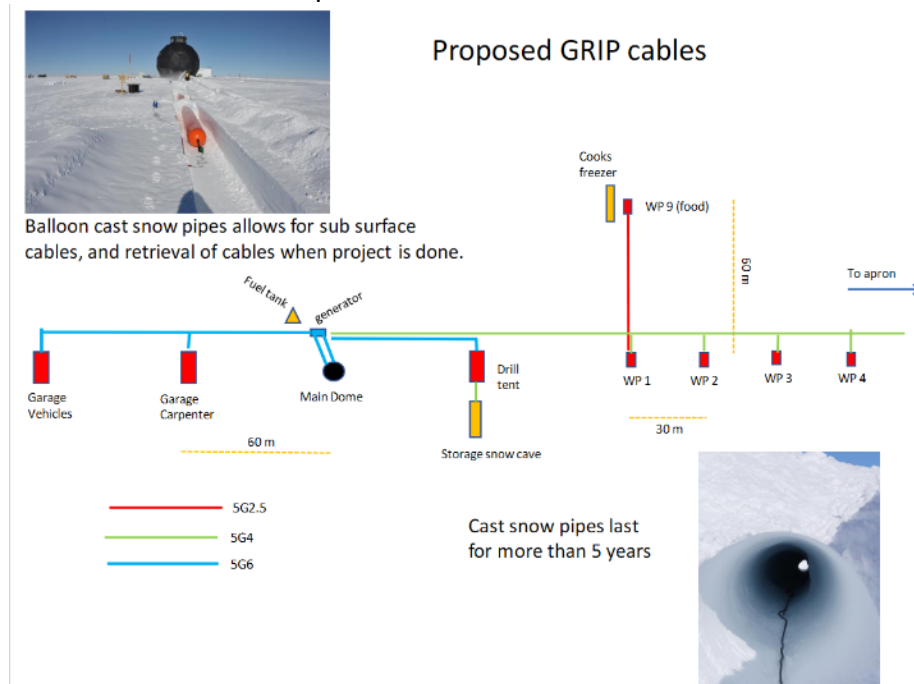 Proposed GRIP cables
Balloon cast snow pipes allows for sub surface
cables, and retrieval of cables when project is done.
Cooks
freezer
WP 9 (food)
60 m
To apron
Fuel tank
generator
Garage
Vehicles
Garage
Carpenter
Main Dome
Drill
tent
WP 1
WP 2
WP 3
WP 4
60 m
30 m
Storage snow cave
5G2.5
5G4
5G6
Cast snow pipes last
for more than 5 years